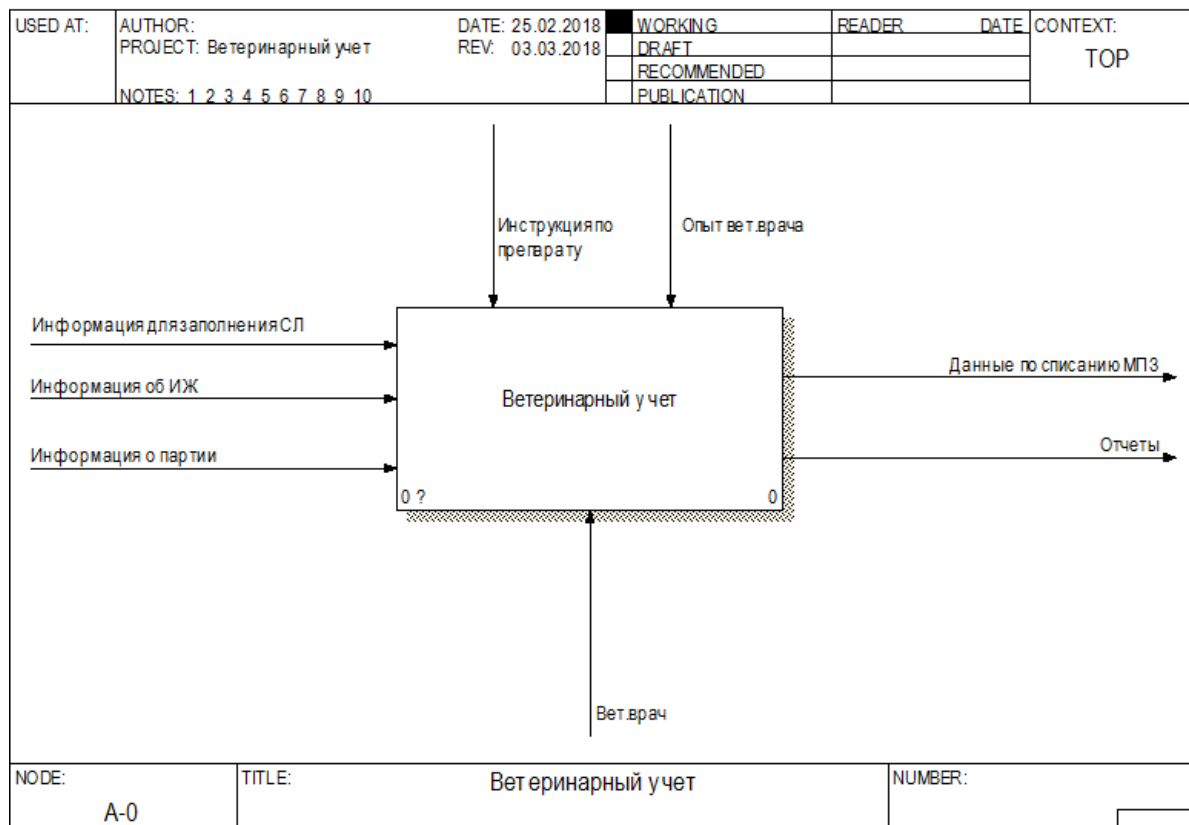 USED AT:
AUTHOR:
DATE: 25.02.2018
PROJECT: Ветеринарный учет
REV: 03.03.2018
NOTES: 1 2 3 4 5 6 7 8 9 10
WORKING
DRAFT
RECOMMENDED
PUBLICATION
READER
DATE
CONTEXT:
TOP
Инструкция по
препарату
Опыт вет.врача
Информация для заполнения СЛ
Информация об ИЖ
Информация о партии
Ветеринарный учет
0 ?
0
Данные по списанию МПЗ
Отчеты
Вет.врач
NODE:
A-0
TITLE:
Ветеринарный учет
NUMBER: